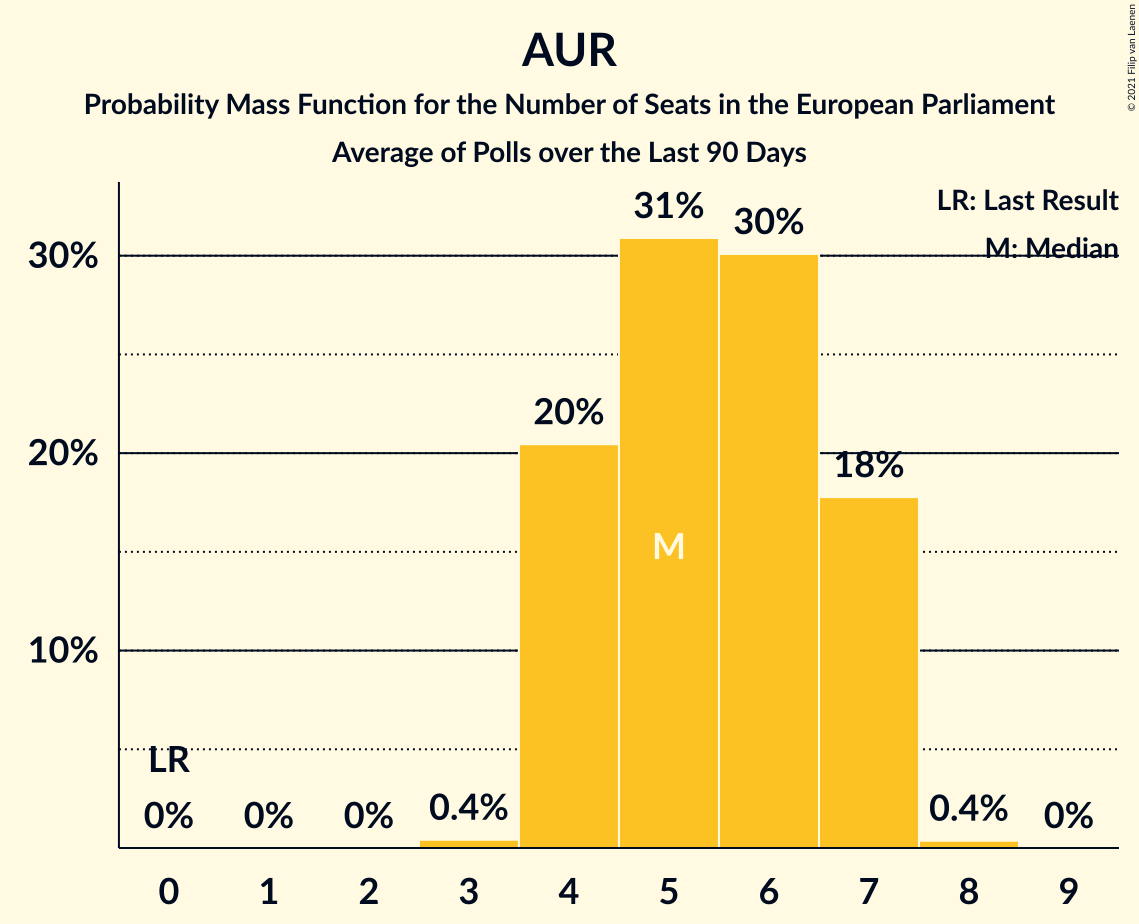 AUR
Probability Mass Function for the Number of Seats in the European Parliament
Average of Polls over the Last 90 Days
© 2021 Filip van Laenen
LR: Last Result
M: Median
30%
20%
10%
31%
30%
20%
18%
M
LR
0%
0%
0%
0.4%
0.4%
0%
0 1 2 3 4 5 6 7 8 9